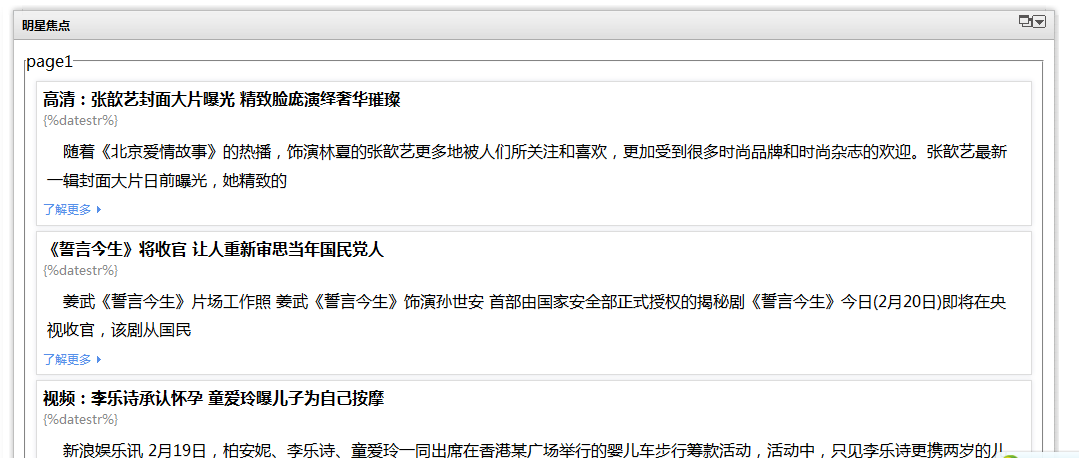 明星焦点
page1
高清：张歆艺封面大片曝光 精致脸庞演绎奢华璀璨
{%datestr%}
随着《北京爱情故事》的热播，饰演林夏的张歆艺更多地被人们所关注和喜欢，更加受到很多时尚品牌和时尚杂志的欢迎。张歆艺最新
一辑封面大片日前曝光，她精致的
了解更多
《誓言今生》将收官 让人重新审思当年国民党人
{%datestr%}
姜武《誓言今生》片场工作照 姜武《誓言今生》饰演孙世安 首部由国家安全部正式授权的揭秘剧《誓言今生》今日(2月20日)即将在央
视收官，该剧从国民
了解更多
视频：李乐诗承认怀孕 童爱玲曝儿子为自己按摩
{%datestr%}
新浪娱乐讯 2月19日，柏安妮、李乐诗、童爱玲一同出席在香港某广场举行的婴儿车步行筹款活动，活动中，只见李乐诗更携两岁的儿